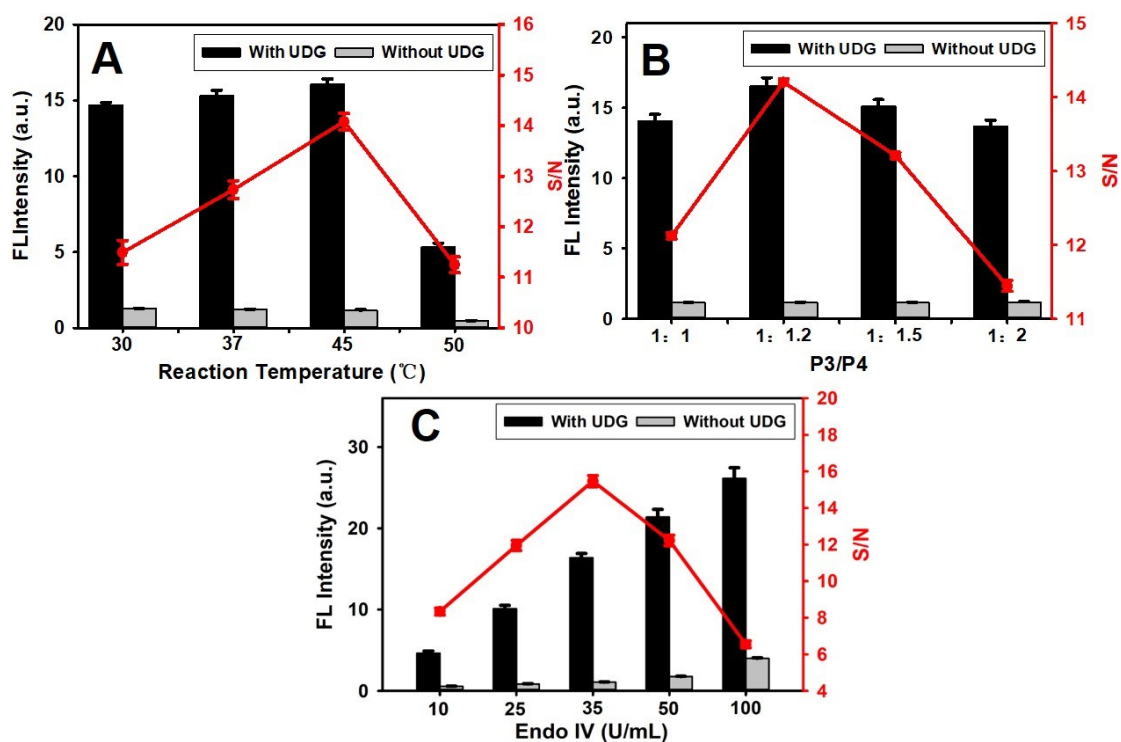 A
With UDG
Without UDG
FLIntensity (a.u.)
20
15
10
5
0
16
15
14
13
12
11
10
S/N
30
37
45
50
Reaction Temperature (℃)
B
With UDG
Without UDG
FL Intensity (a.u.)
20
15
10
5
0
15
14
13
12
11
S/N
1：1
1：1.2
1：1.5
1：2
P3/P4
C
With UDG
Without UDG
FL Intensity (a.u.)
30
20
10
0
20
18
16
14
12
10
8
6
4
S/N
10
25
35
50
100
Endo IV (U/mL)